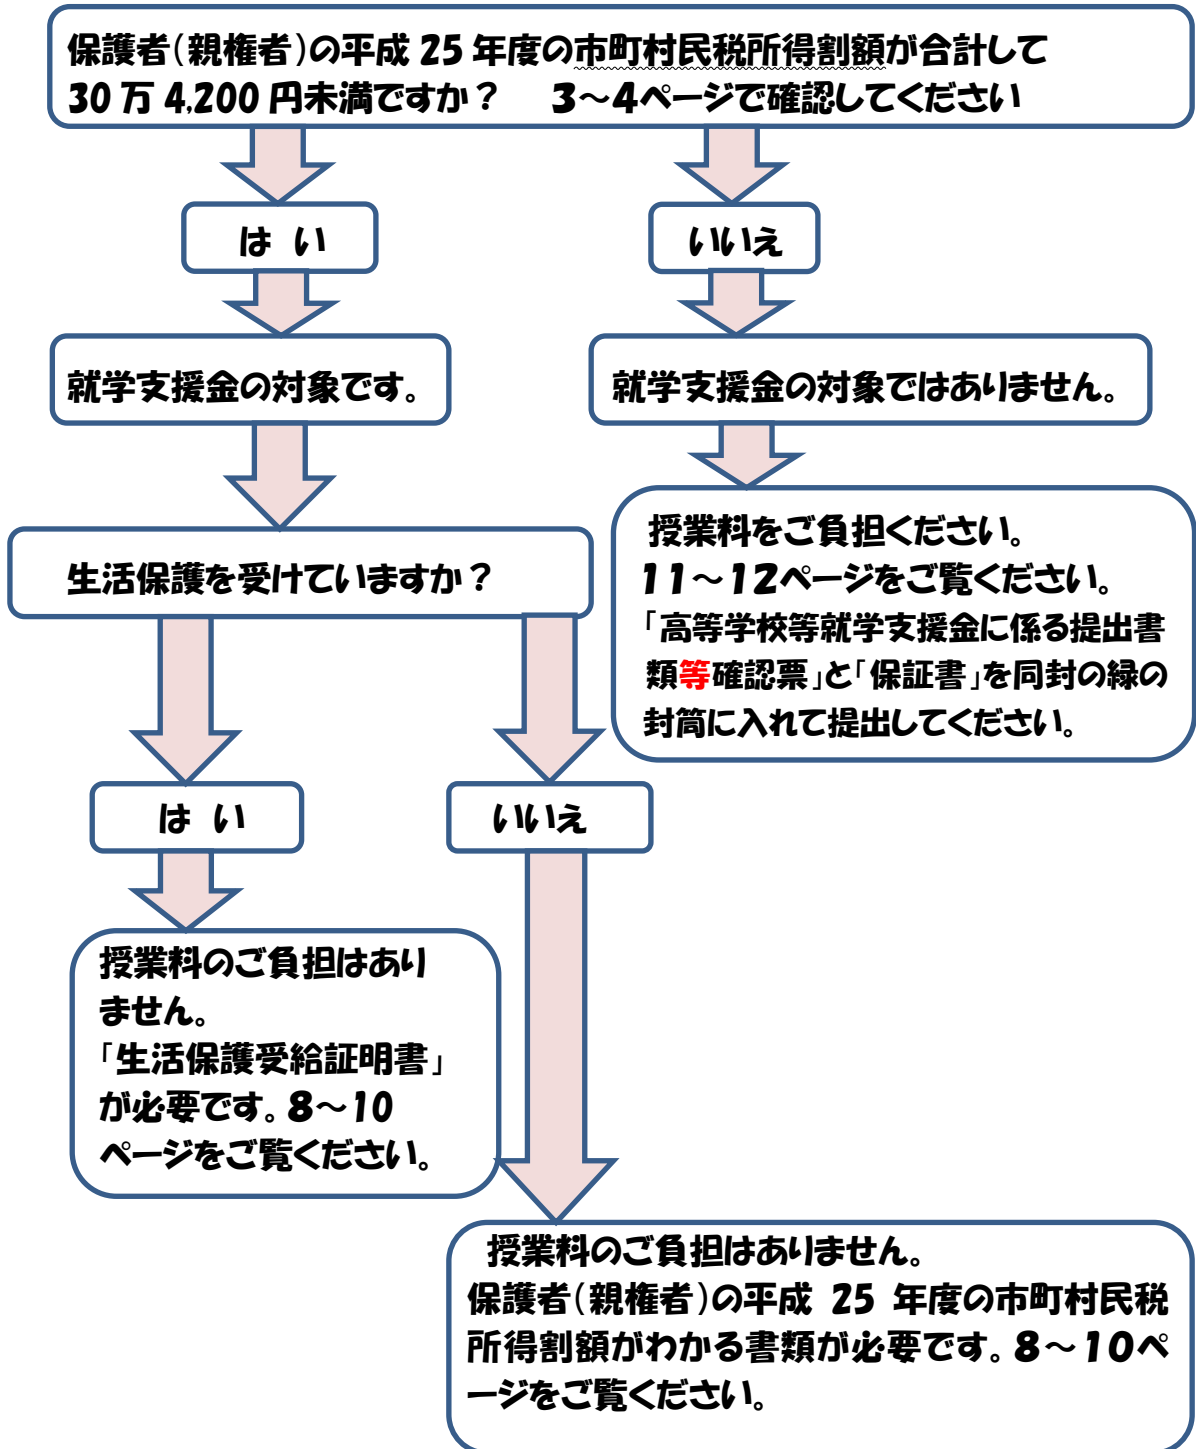 保護者(親権者)の平成 25 年度の市町村民税所得割額が合計して
30 万 4,200 円未満ですか？　3～4ページで確認してください
は い
いいえ
就学支援金の対象です。
就学支援金の対象ではありません。
生活保護を受けていますか？
授業料をご負担ください。
11～12ページをご覧ください。
「高等学校等就学支援金に係る提出書
類等確認票」と「保証書」を同封の緑の
封筒に入れて提出してください。
は い
いいえ
授業料のご負担はあり
ません。
「生活保護受給証明書」
が必要です。8～10
ページをご覧ください。
授業料のご負担はありません。
保護者(親権者)の平成 25 年度の市町村民税
所得割額がわかる書類が必要です。8～10ペ
ージをご覧ください。